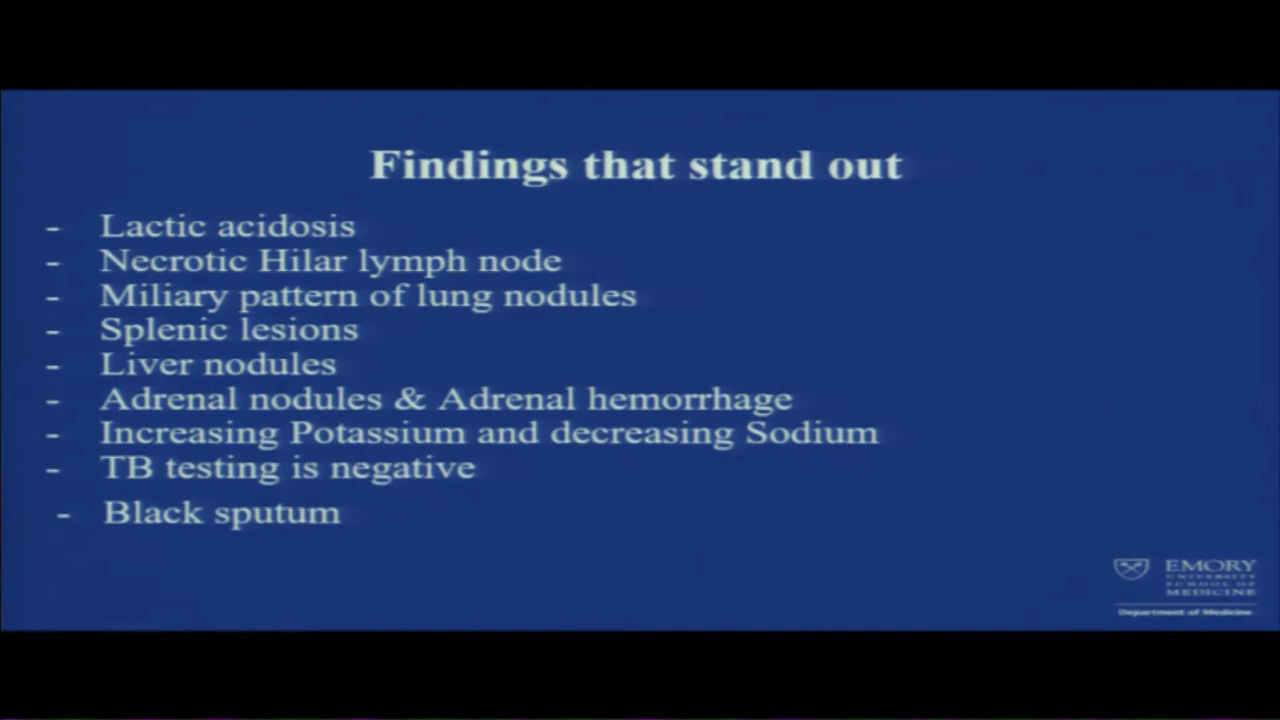 Findings that stand out
- Lactic acidosis
- Necrotic Hilar lymph node
- Miliary pattern of lung nodules
- Splenic lesions
- Liver nodules
- Adrenal nodules & Adrenal hemorrhage
- Increasing Potassium and decreasing Sodium
- TB testing is negative
- Black sputum
EMORY
UNIVERSITY
SCHOOL OF
MEDICINE
Department of Medicine